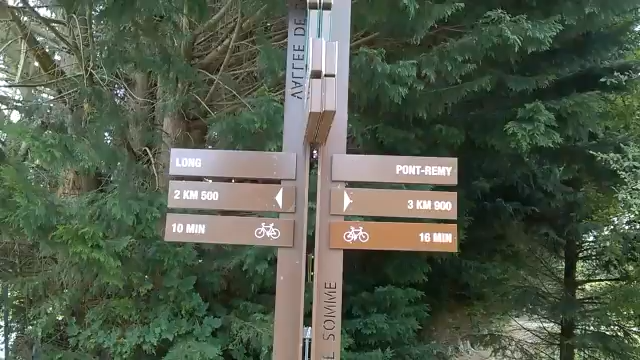 VALLEE DE
LONG
2 KM 500
10 MIN
PONT-REMY
3 KM 900
16 MIN
SOMME